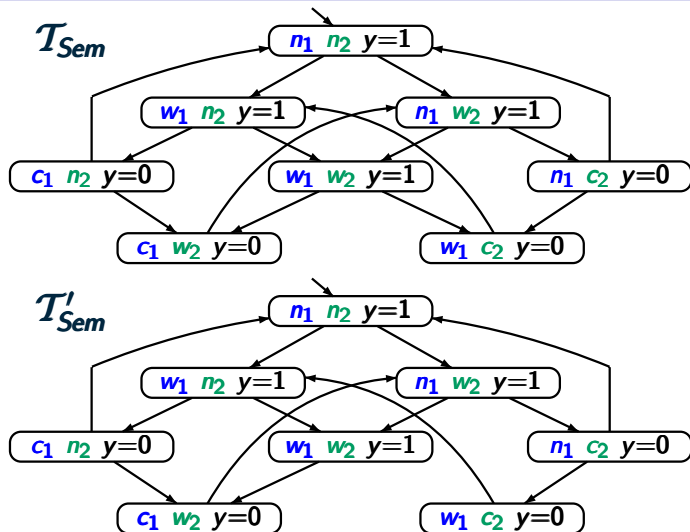 n₁ n₂ y=1
𝒯_Sem
w₁ n₂ y=1 n₁ w₂ y=1
c₁ n₂ y=0 w₁ w₂ y=1 n₁ c₂ y=0
c₁ w₂ y=0 w₁ c₂ y=0
n₁ n₂ y=1
𝒯′_Sem
w₁ n₂ y=1 n₁ w₂ y=1
c₁ n₂ y=0 w₁ w₂ y=1 n₁ c₂ y=0
c₁ w₂ y=0 w₁ c₂ y=0